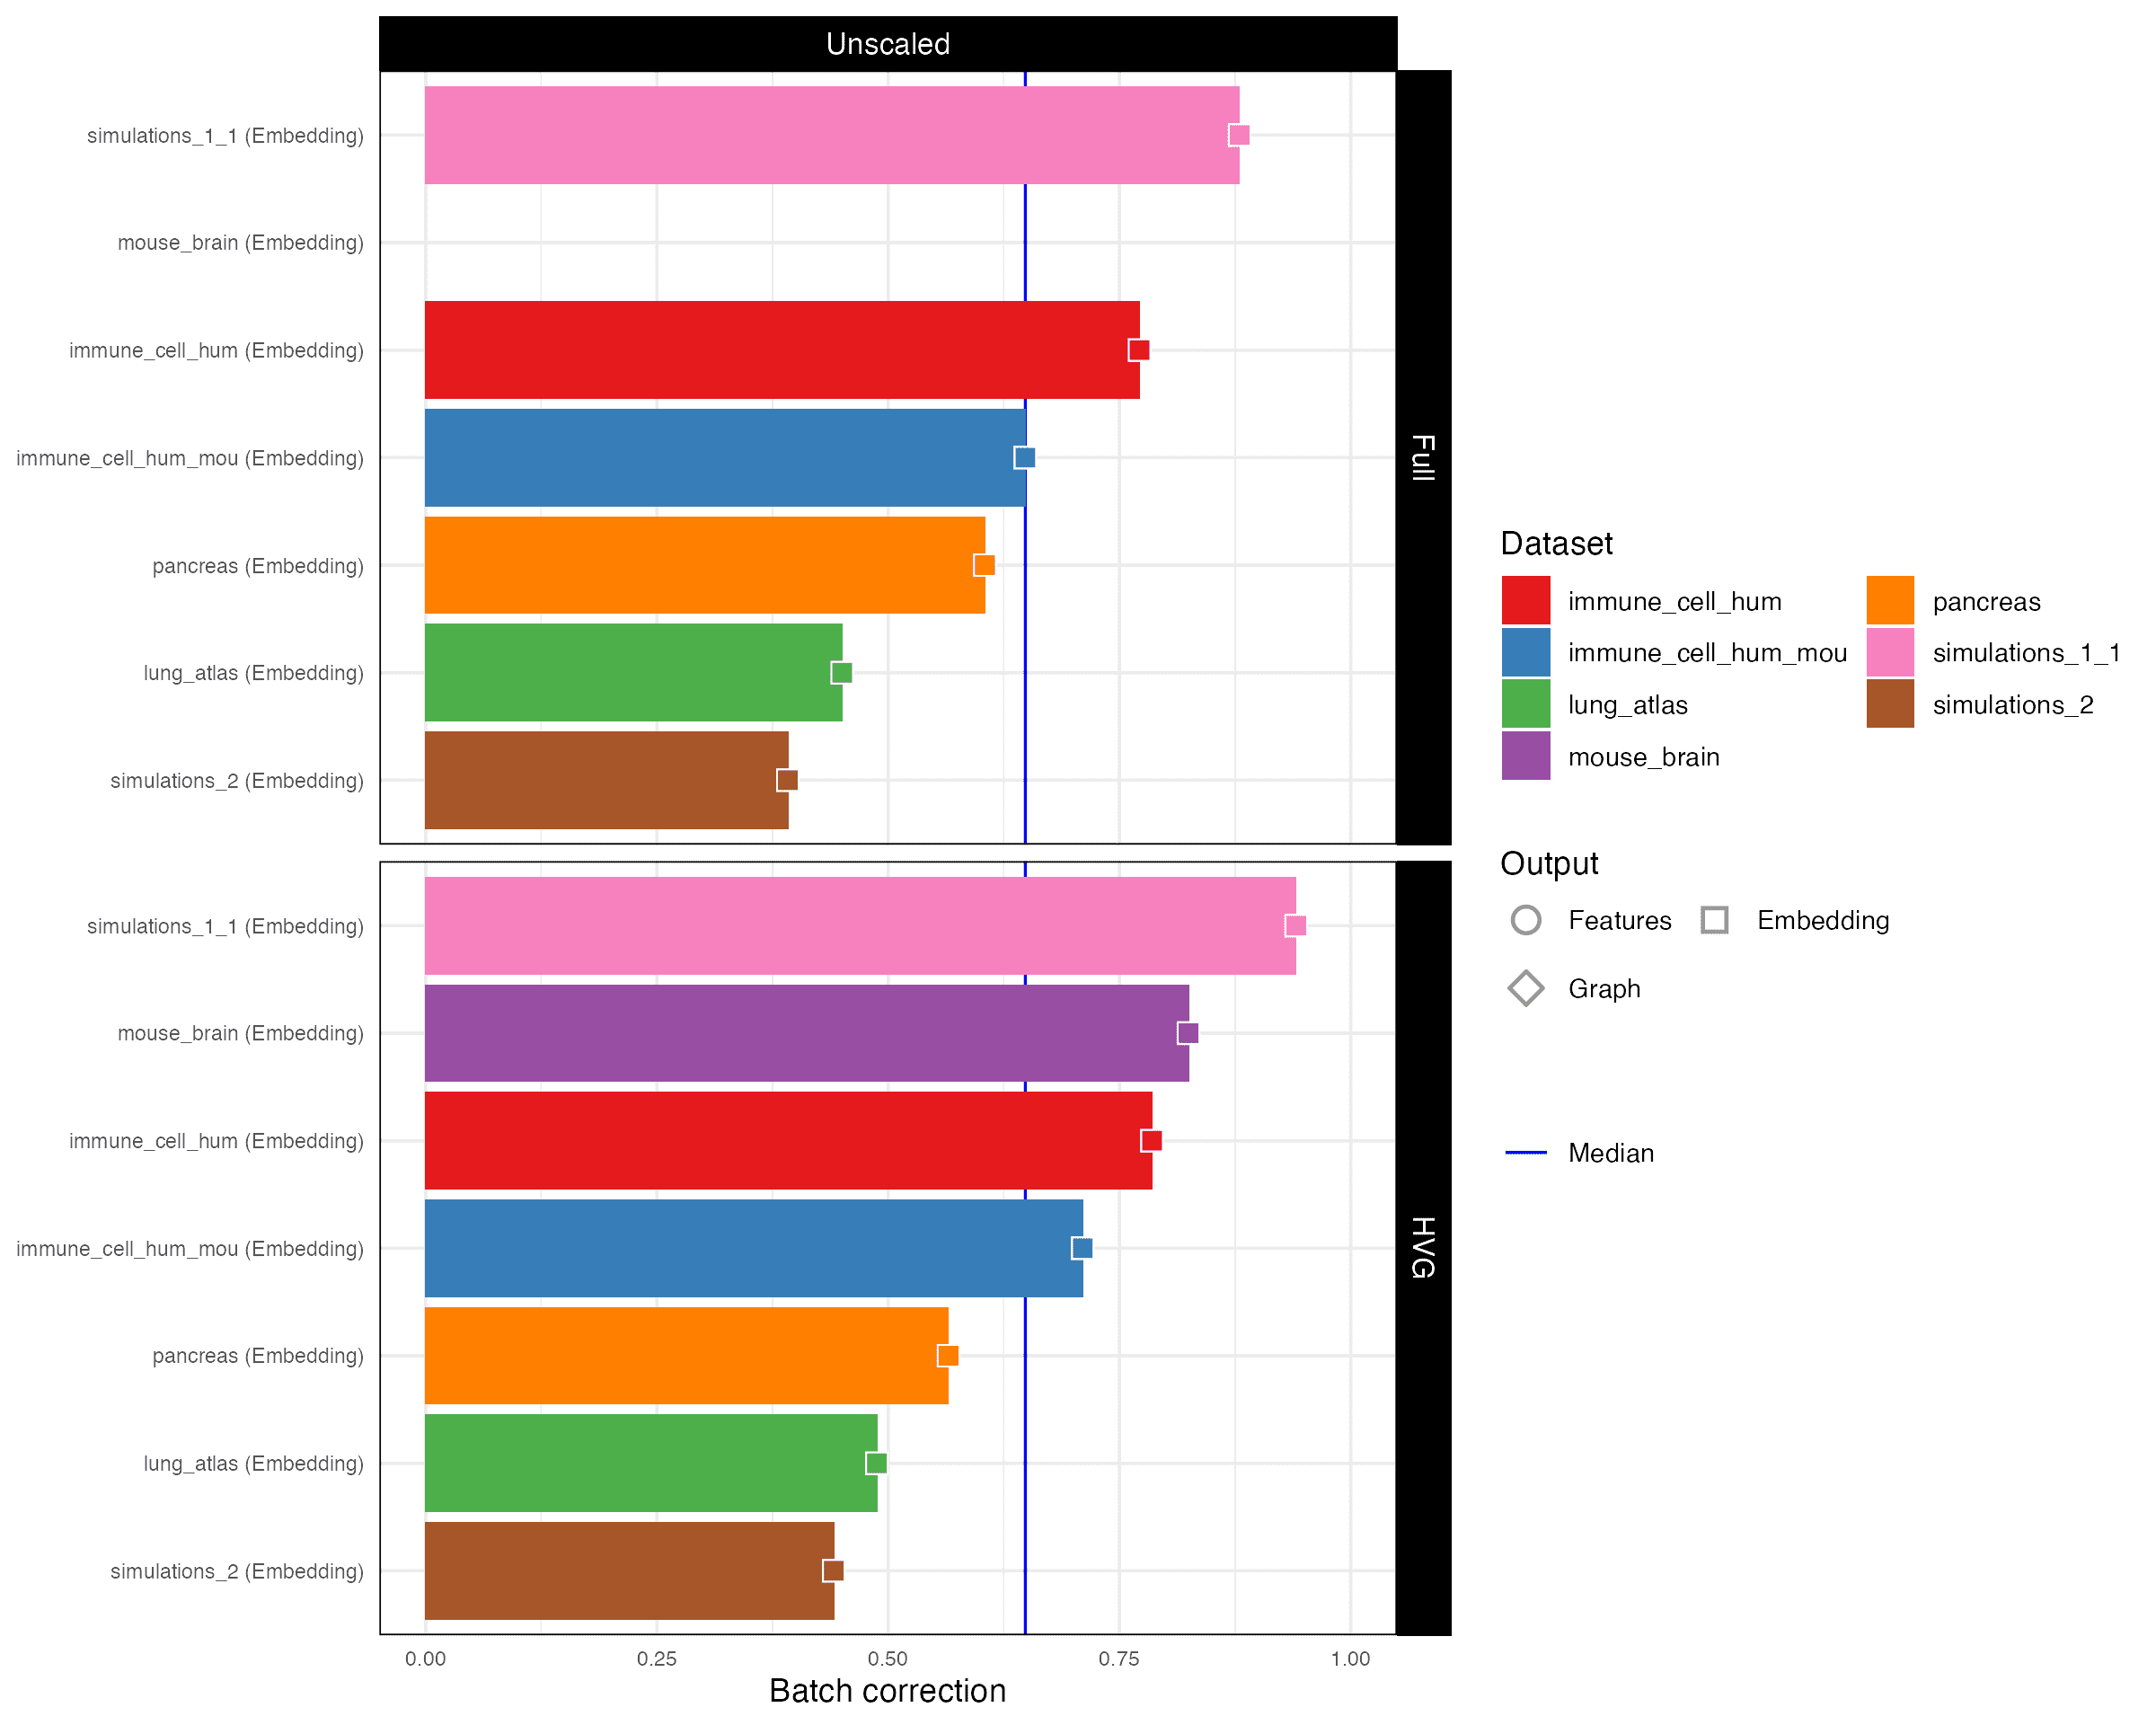 Unscaled
simulations_1_1 (Embedding)
mouse_brain (Embedding)
immune_cell_hum (Embedding)
immune_cell_hum_mou (Embedding)
pancreas (Embedding)
lung_atlas (Embedding)
simulations_2 (Embedding)
Full
simulations_1_1 (Embedding)
mouse_brain (Embedding)
immune_cell_hum (Embedding)
immune_cell_hum_mou (Embedding)
pancreas (Embedding)
lung_atlas (Embedding)
simulations_2 (Embedding)
HVG
0.00 0.25 0.50 0.75 1.00
Batch correction
Dataset
immune_cell_hum pancreas
immune_cell_hum_mou simulations_1_1
lung_atlas simulations_2
mouse_brain
Output
Features Embedding
Graph
Median